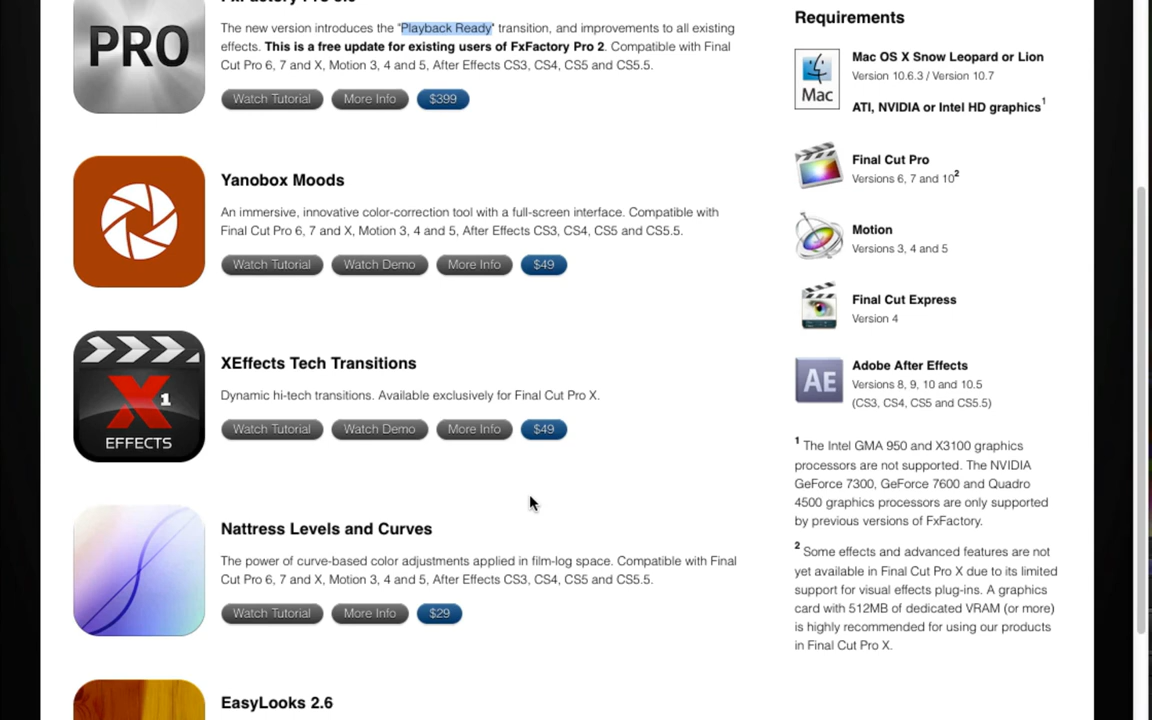 PRO
The new version introduces the "Playback Ready" transition, and improvements to all existing
effects. This is a free update for existing users of FxFactory Pro 2. Compatible with Final
Cut Pro 6, 7 and X, Motion 3, 4 and 5, After Effects CS3, CS4, CS5 and CS5.5.
Watch Tutorial More Info $399
Yanobox Moods
An immersive, innovative color-correction tool with a full-screen interface. Compatible with
Final Cut Pro 6, 7 and X, Motion 3, 4 and 5, After Effects CS3, CS4, CS5 and CS5.5.
Watch Tutorial Watch Demo More Info $49
X 1
EFFECTS
XEffects Tech Transitions
Dynamic hi-tech transitions. Available exclusively for Final Cut Pro X.
Watch Tutorial Watch Demo More Info $49
Nattress Levels and Curves
The power of curve-based color adjustments applied in film-log space. Compatible with Final
Cut Pro 6, 7 and X, Motion 3, 4 and 5, After Effects CS3, CS4, CS5 and CS5.5.
Watch Tutorial More Info $29
EasyLooks 2.6
Requirements
Mac
Mac OS X Snow Leopard or Lion
Version 10.6.3 / Version 10.7
ATI, NVIDIA or Intel HD graphics1
Final Cut Pro
Versions 6, 7 and 102
Motion
Versions 3, 4 and 5
Final Cut Express
Version 4
AE
Adobe After Effects
Versions 8, 9, 10 and 10.5
(CS3, CS4, CS5 and CS5.5)
1 The Intel GMA 950 and X3100 graphics
processors are not supported. The NVIDIA
GeForce 7300, GeForce 7600 and Quadro
4500 graphics processors are only supported
by previous versions of FxFactory.
2 Some effects and advanced features are not
yet available in Final Cut Pro X due to its limited
support for visual effects plug-ins. A graphics
card with 512MB of dedicated VRAM (or more)
is highly recommended for using our products
in Final Cut Pro X.